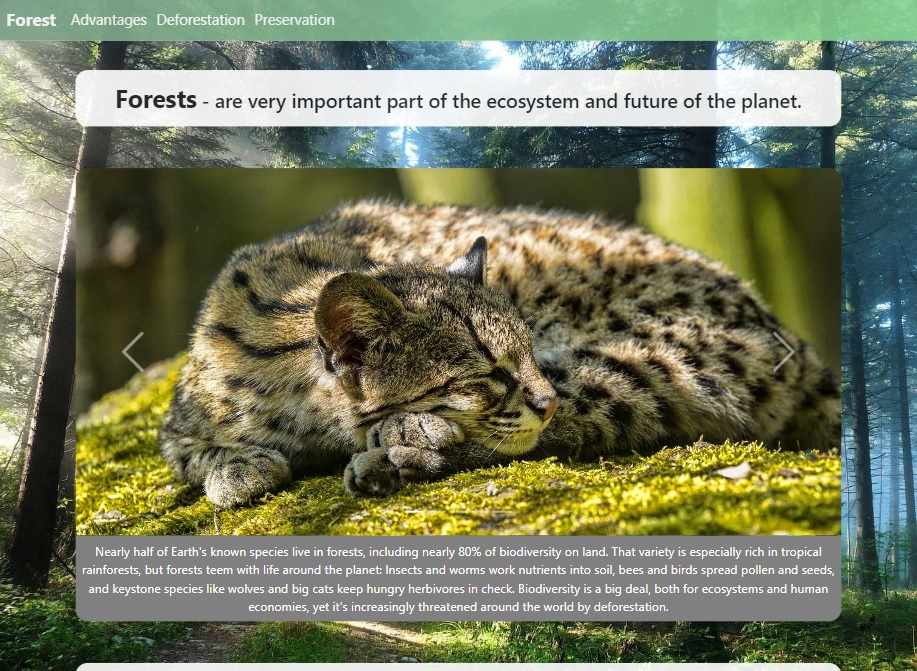 Forest Advantages Deforestation Preservation
Forests - are very important part of the ecosystem and future of the planet.
Nearly half of Earth's known species live in forests, including nearly 80% of biodiversity on land. That variety is especially rich in tropical
rainforests, but forests teem with life around the planet: Insects and worms work nutrients into soil, bees and birds spread pollen and seeds,
and keystone species like wolves and big cats keep hungry herbivores in check. Biodiversity is a big deal, both for ecosystems and human
economies, yet it's increasingly threatened around the world by deforestation.